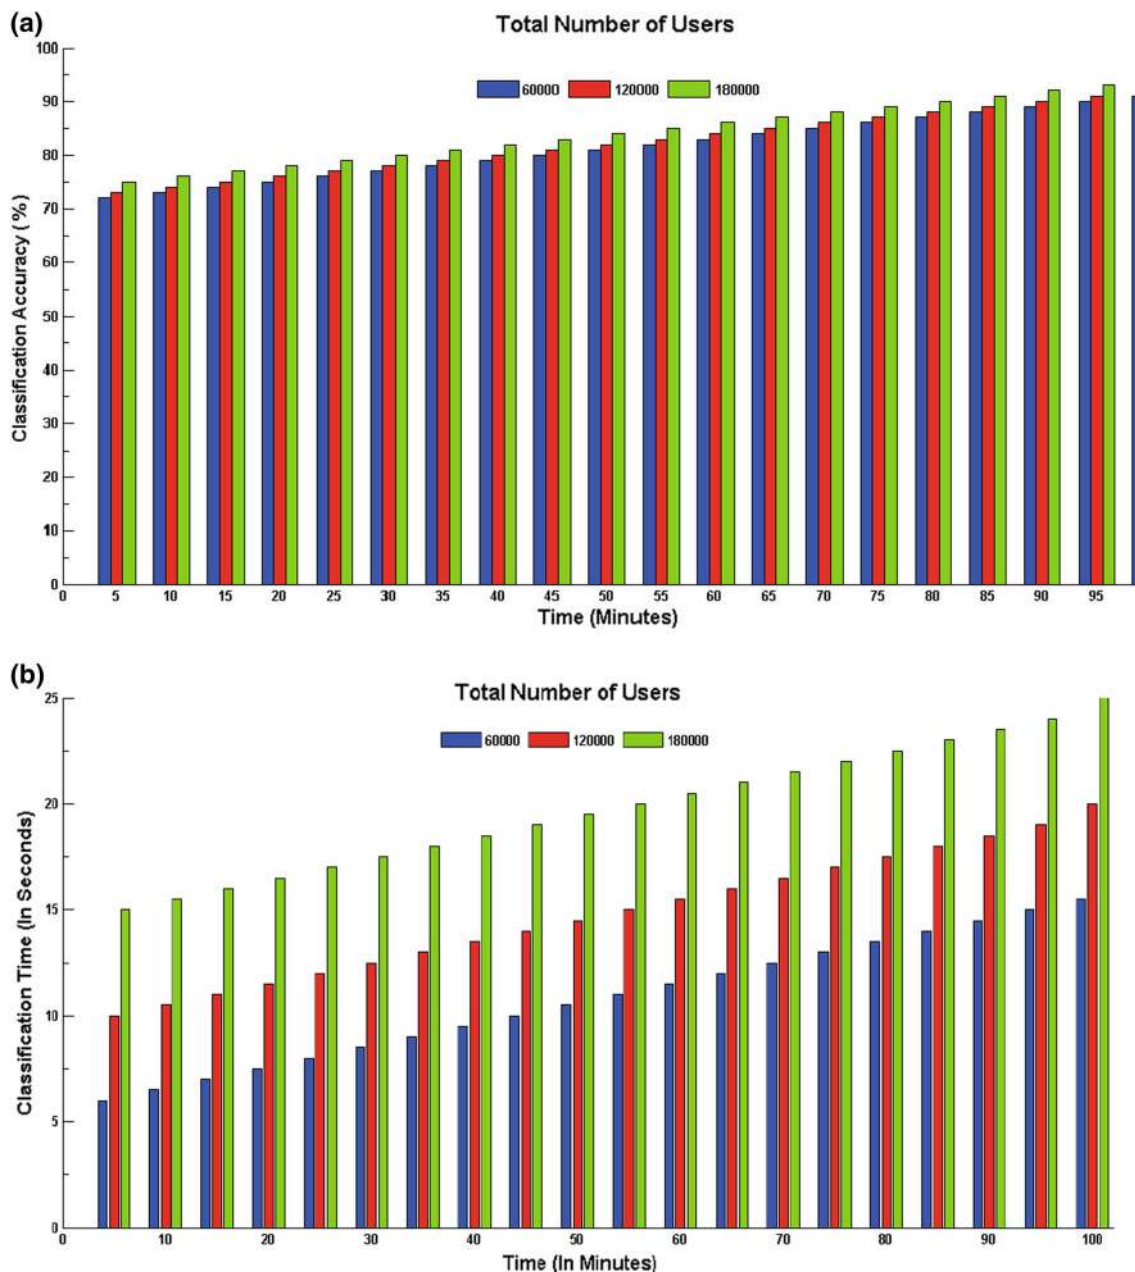 (a)
Total Number of Users
60000 120000 180000
100
90
80
70
60
50
40
30
20
10
0
Classification Accuracy (%)
0 5 10 15 20 25 30 35 40 45 50 55 60 65 70 75 80 85 90 95
Time (Minutes)
(b)
Total Number of Users
60000 120000 180000
25
20
15
10
5
0
Classification Time (In Seconds)
0 10 20 30 40 50 60 70 80 90 100
Time (In Minutes)